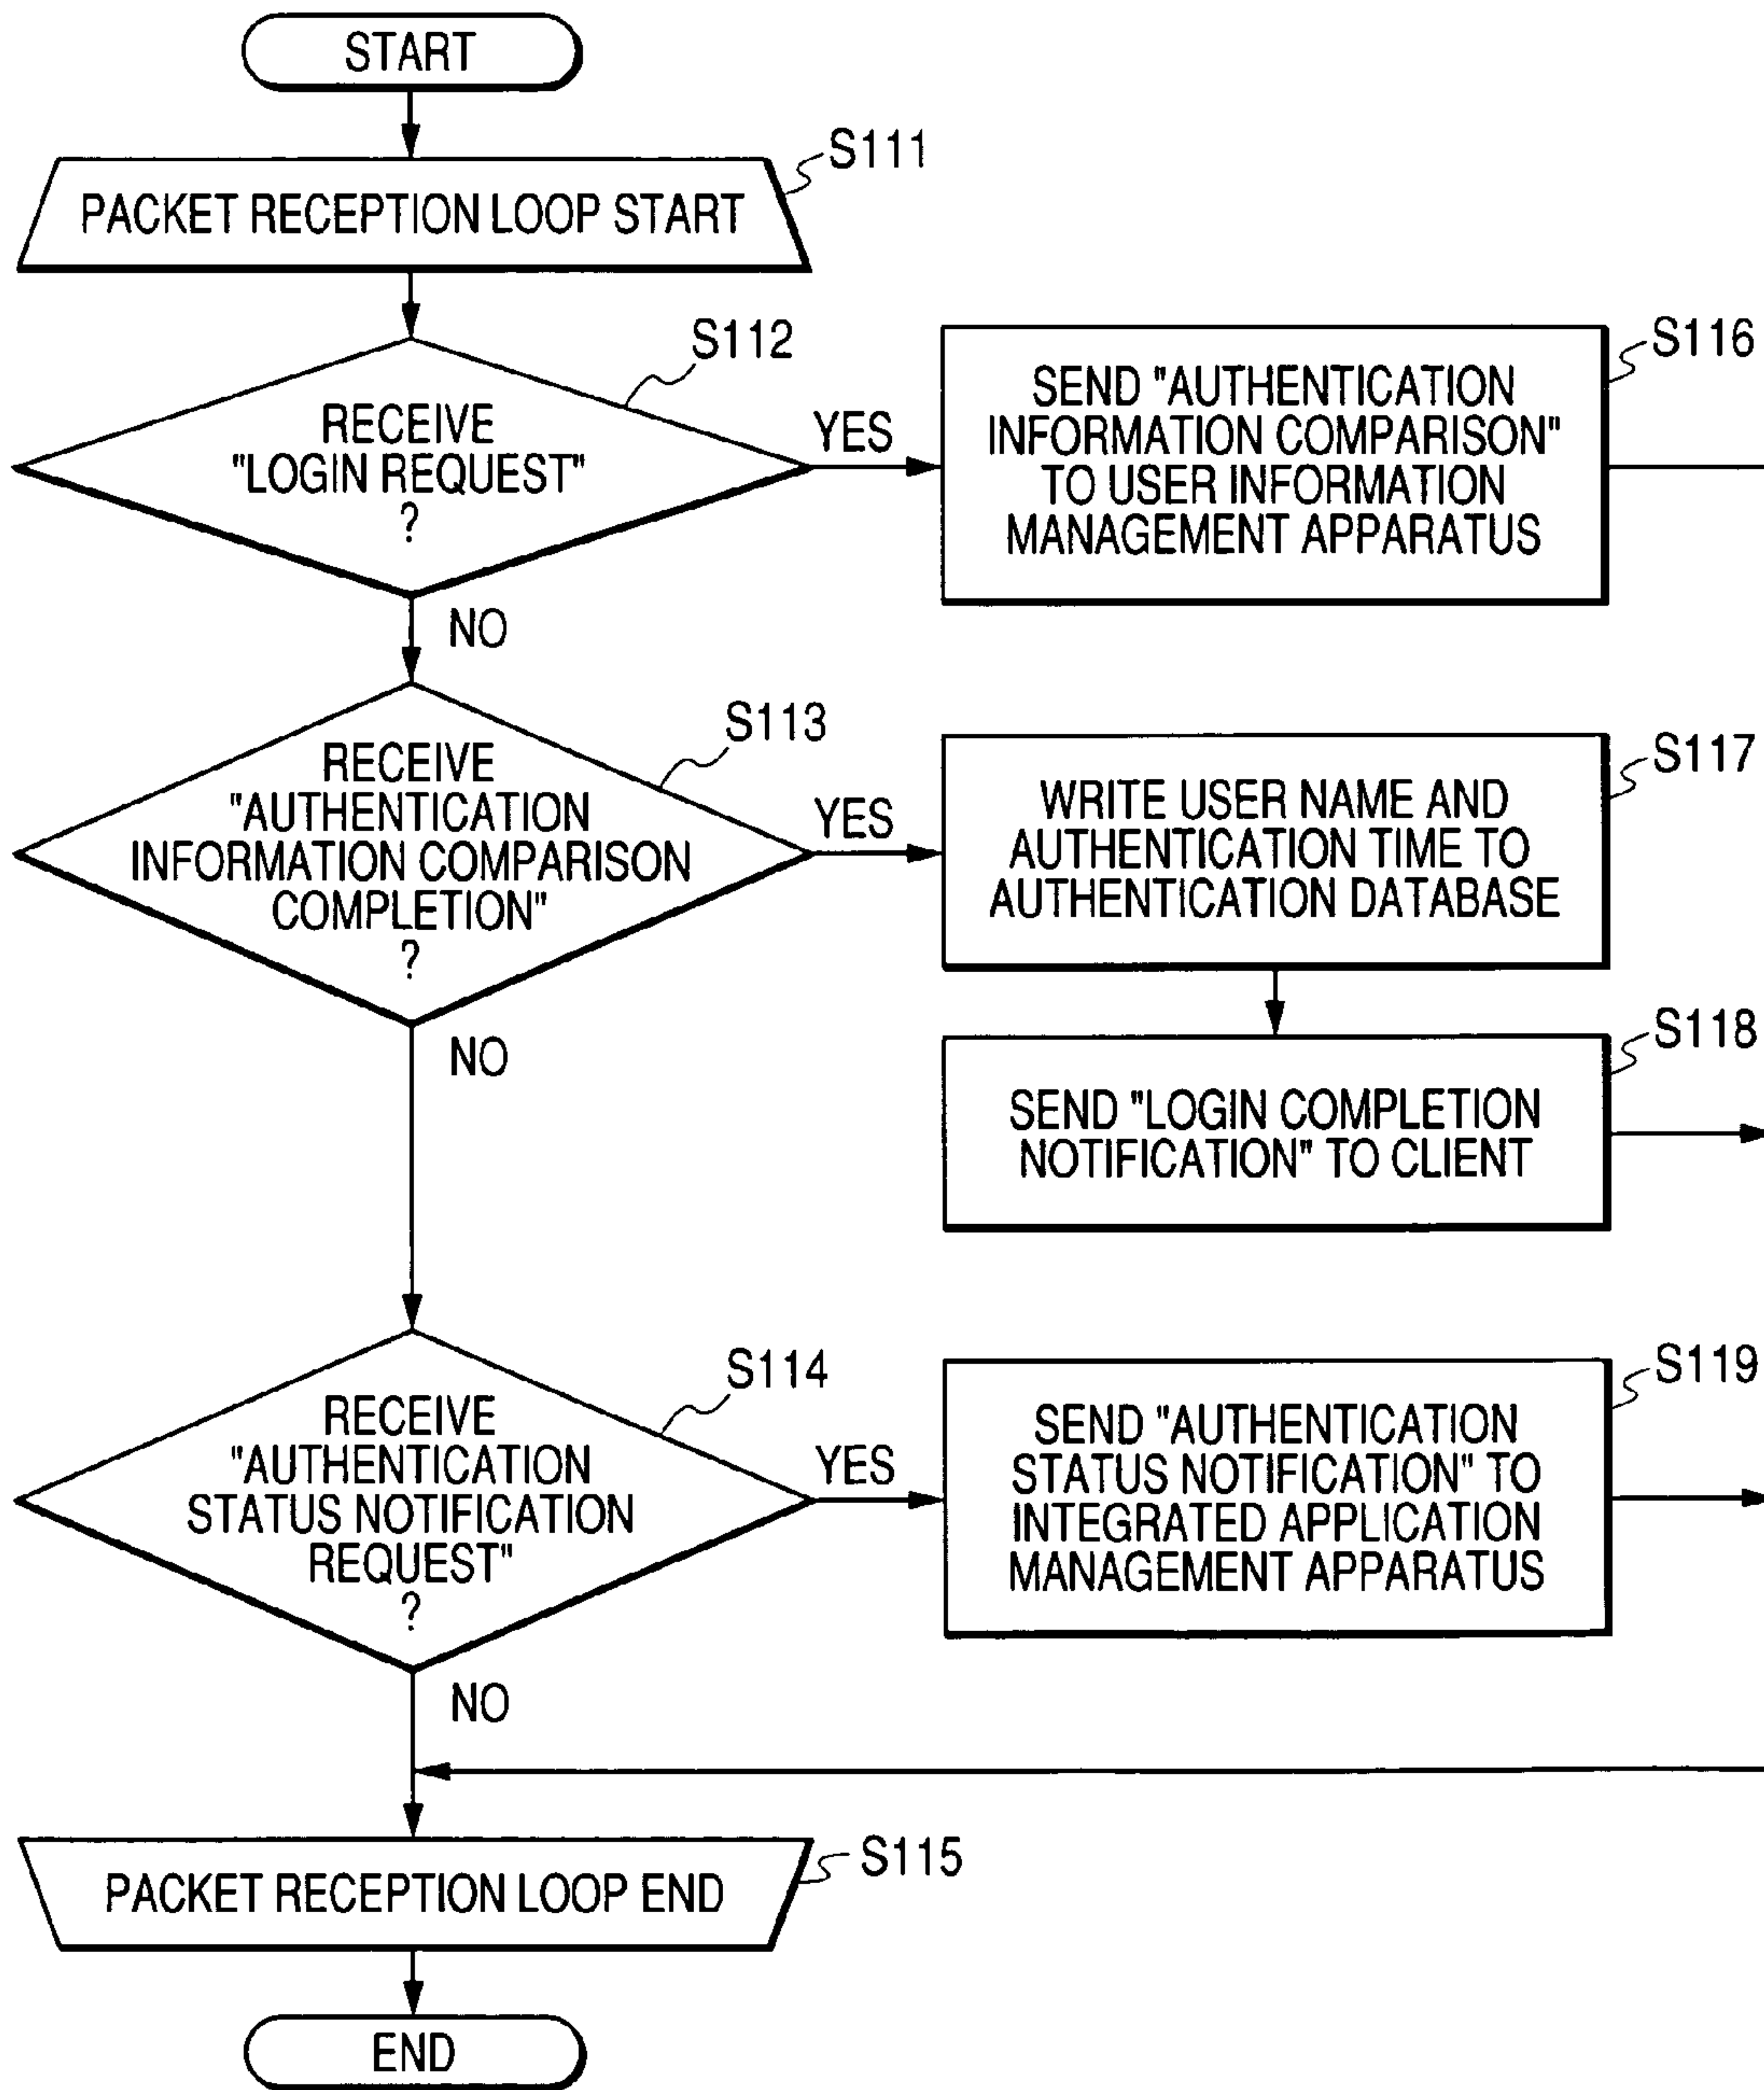 START
S111
PACKET RECEPTION LOOP START
S112
RECEIVE
"LOGIN REQUEST"
?
YES
NO
S116
SEND "AUTHENTICATION
INFORMATION COMPARISON"
TO USER INFORMATION
MANAGEMENT APPARATUS
S113
RECEIVE
"AUTHENTICATION
INFORMATION COMPARISON
COMPLETION"
?
YES
NO
S117
WRITE USER NAME AND
AUTHENTICATION TIME TO
AUTHENTICATION DATABASE
S118
SEND "LOGIN COMPLETION
NOTIFICATION" TO CLIENT
S114
RECEIVE
"AUTHENTICATION
STATUS NOTIFICATION
REQUEST"
?
YES
NO
S119
SEND "AUTHENTICATION
STATUS NOTIFICATION" TO
INTEGRATED APPLICATION
MANAGEMENT APPARATUS
S115
PACKET RECEPTION LOOP END
END